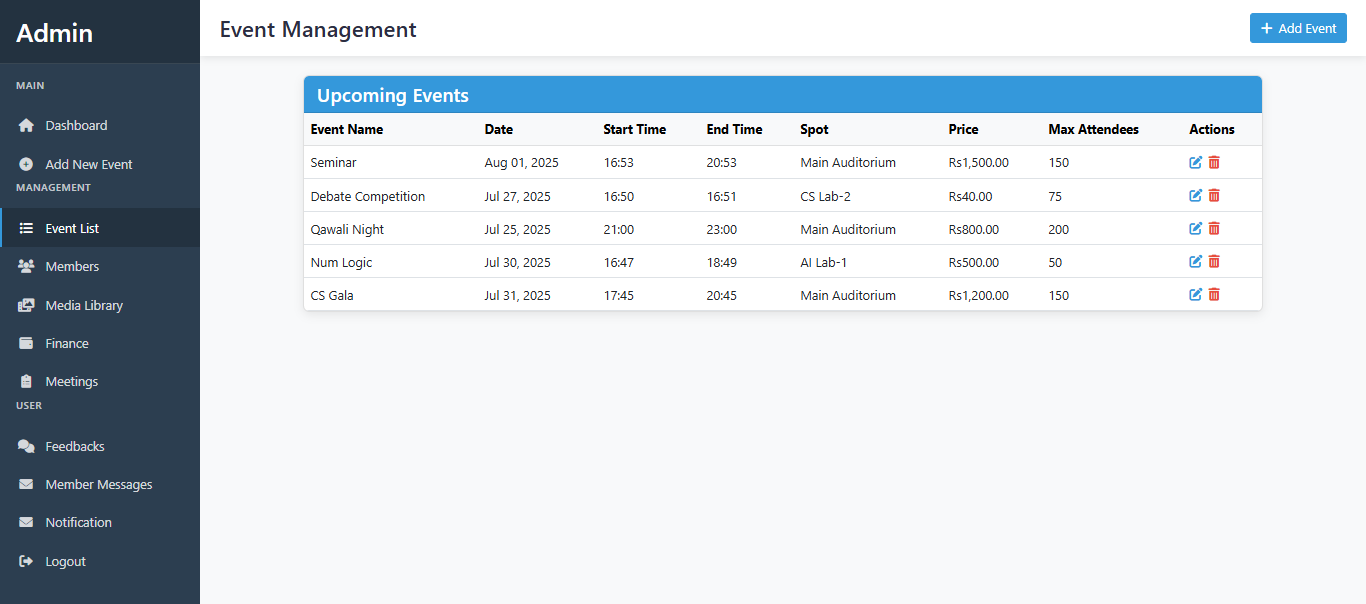 Admin
MAIN
Dashboard
Add New Event
MANAGEMENT
Event List
Members
Media Library
Finance
Meetings
USER
Feedbacks
Member Messages
Notification
Logout
Event Management
+ Add Event
Upcoming Events
Event Name Date Start Time End Time Spot Price Max Attendees Actions
Seminar Aug 01, 2025 16:53 20:53 Main Auditorium Rs1,500.00 150
Debate Competition Jul 27, 2025 16:50 16:51 CS Lab-2 Rs40.00 75
Qawali Night Jul 25, 2025 21:00 23:00 Main Auditorium Rs800.00 200
Num Logic Jul 30, 2025 16:47 18:49 AI Lab-1 Rs500.00 50
CS Gala Jul 31, 2025 17:45 20:45 Main Auditorium Rs1,200.00 150